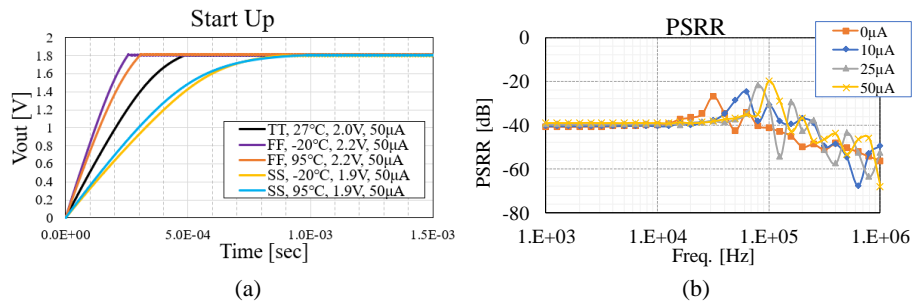 Start Up
Vout [V]
2
1.8
1.6
1.4
1.2
1
0.8
0.6
0.4
0.2
0
TT, 27℃, 2.0V, 50μA
FF, -20℃, 2.2V, 50μA
FF, 95℃, 2.2V, 50μA
SS, -20℃, 1.9V, 50μA
SS, 95℃, 1.9V, 50μA
0.E+00 5.E-04 1.E-03 1.5E-03
Time [sec]
(a)
PSRR
PSRR [dB]
0
-20
-40
-60
-80
0μA
10μA
25μA
50μA
1.E+03 1.E+04 1.E+05 1.E+06
Freq. [Hz]
(b)